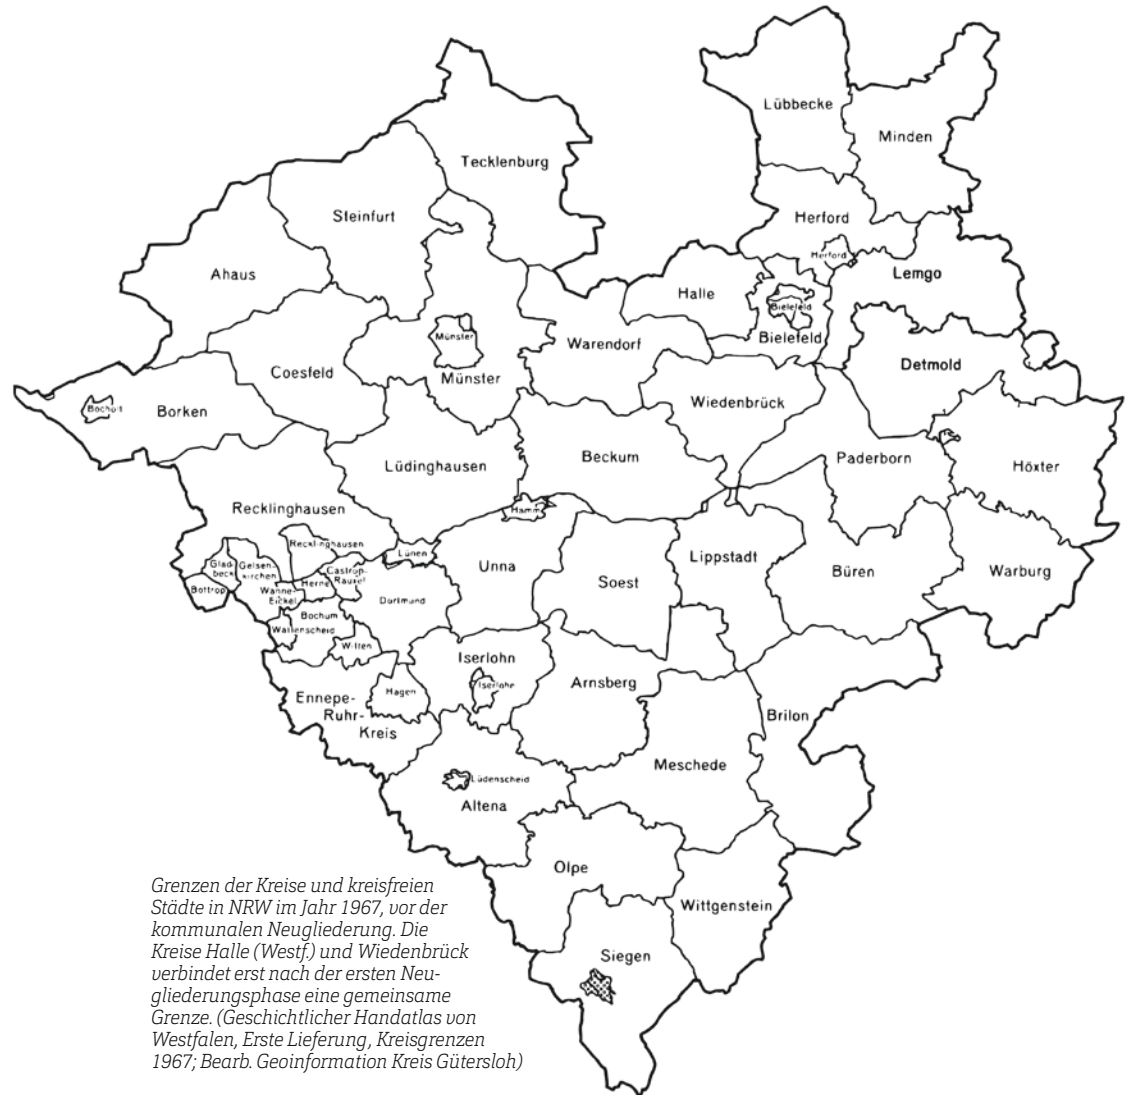 Lübbecke
Minden
Tecklenburg
Steinfurt
Herford
Herford
Ahaus
Lemgo
Halle
Bielefeld
Bielefeld
Münster
Warendorf
Coesfeld
Münster
Detmold
Bocholt
Borken
Wiedenbrück
Lüdinghausen
Beckum
Paderborn
Höxter
Recklinghausen
Hamm
Recklinghausen
Lünen
Glad-
beck
Gelsen-
kirchen
Castrop-
Rauxel
Unna
Lippstadt
Soest
Büren
Warburg
Bottrop
Wanne-
Eickel
Herne
Dortmund
Bochum
Wattenscheid
Witten
Iserlohn
Iserlohn
Hagen
Arnsberg
Ennepe-
Ruhr-
Kreis
Brilon
Meschede
Lüdenscheid
Altena
Olpe
Wittgenstein
Siegen
Grenzen der Kreise und kreisfreien
Städte in NRW im Jahr 1967, vor der
kommunalen Neugliederung. Die
Kreise Halle (Westf.) und Wiedenbrück
verbindet erst nach der ersten Neu-
gliederungsphase eine gemeinsame
Grenze. (Geschichtlicher Handatlas von
Westfalen, Erste Lieferung, Kreisgrenzen
1967; Bearb. Geoinformation Kreis Gütersloh)